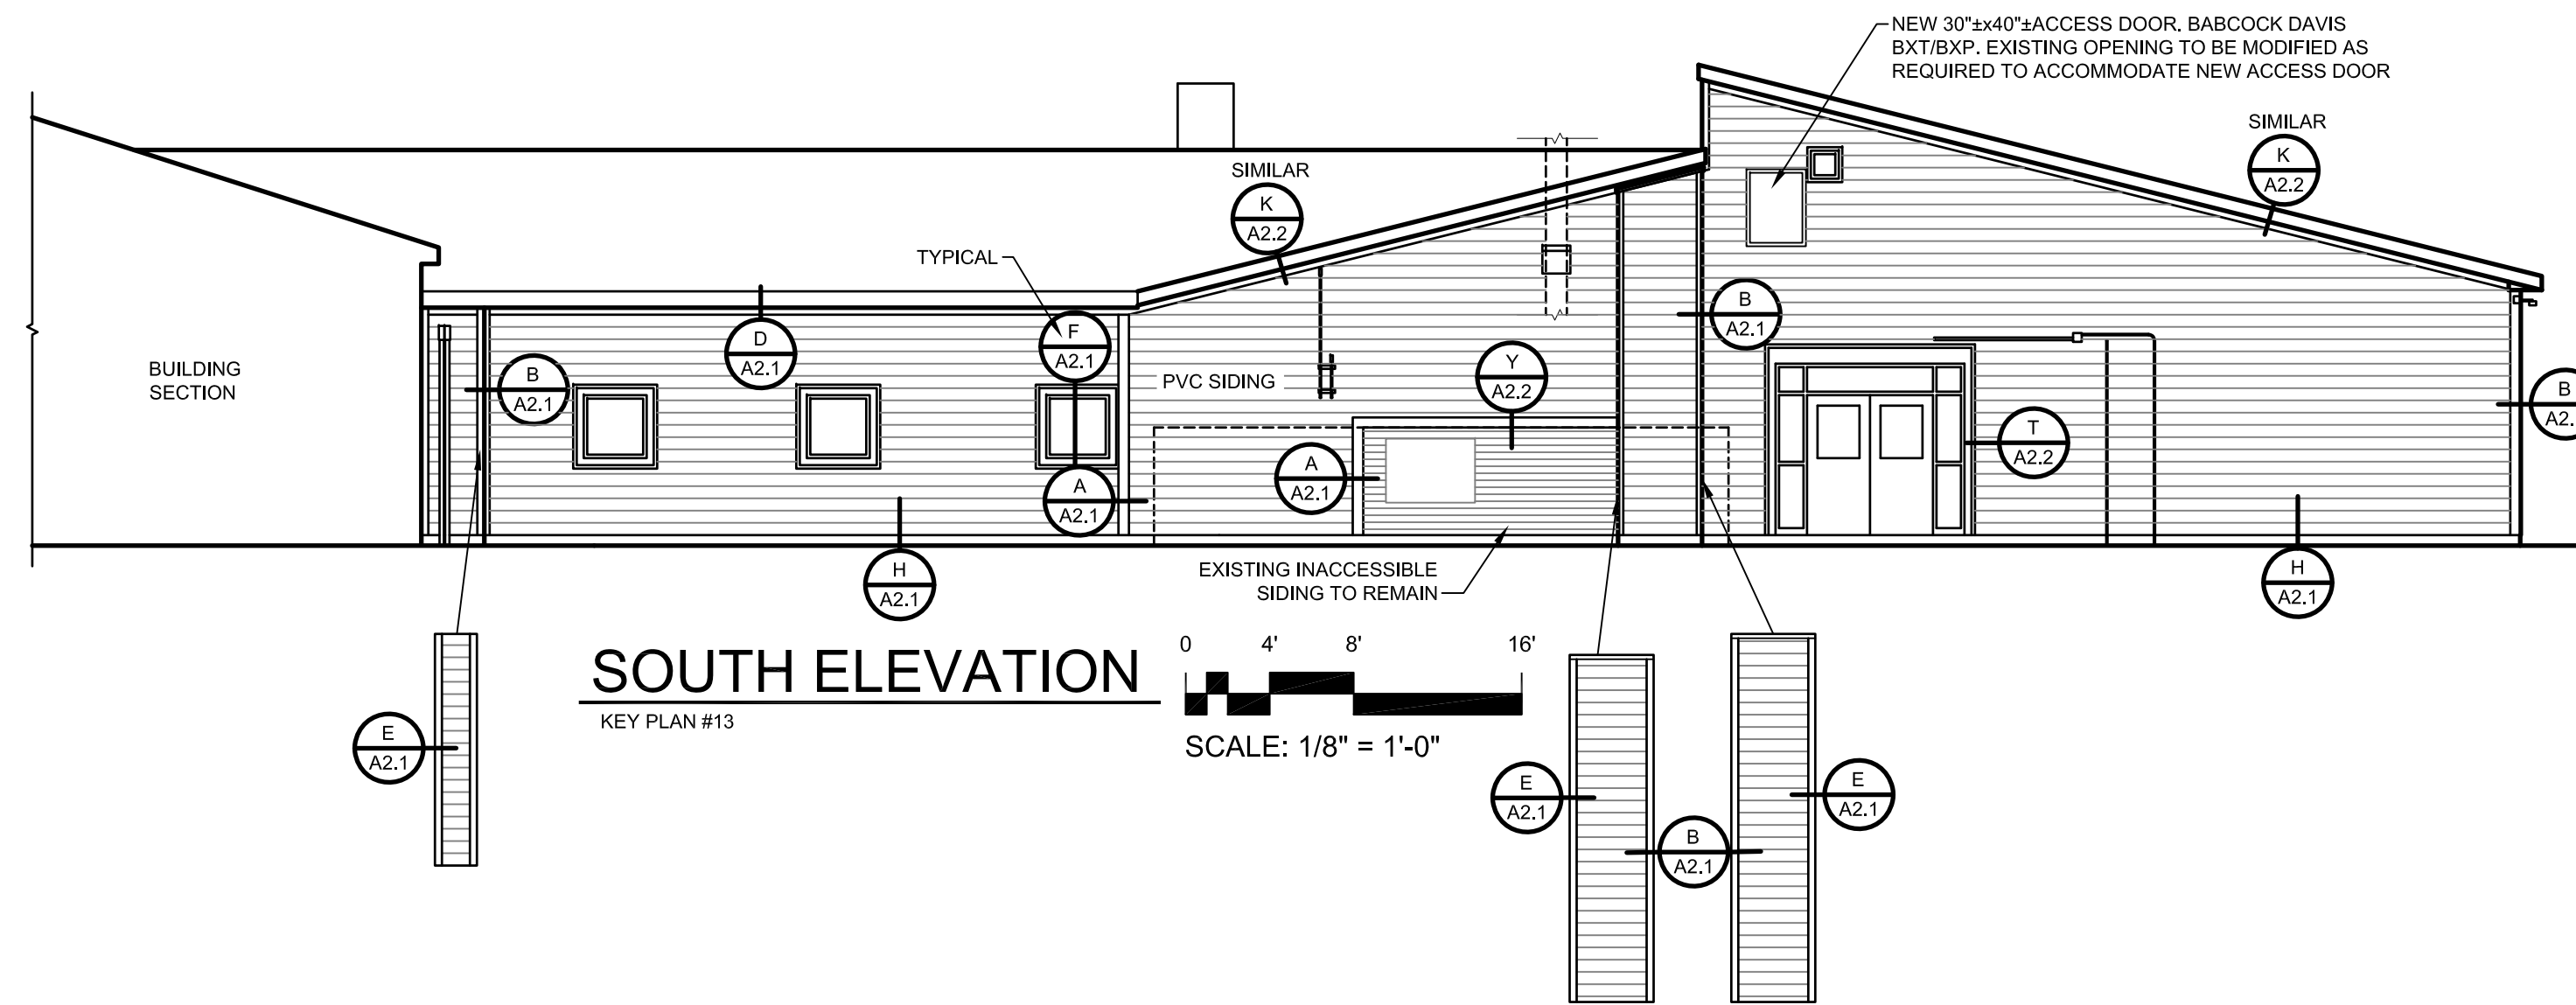 NEW 30"±x40"±ACCESS DOOR. BABCOCK DAVIS
BXT/BXP. EXISTING OPENING TO BE MODIFIED AS
REQUIRED TO ACCOMMODATE NEW ACCESS DOOR
SIMILAR
K
A2.2
SIMILAR
K
A2.2
TYPICAL
F
A2.1
D
A2.1
B
A2.1
B
A2.1
BUILDING
SECTION
PVC SIDING
Y
A2.2
B
A2.
T
A2.2
A
A2.1
A
A2.1
H
A2.1
EXISTING INACCESSIBLE
SIDING TO REMAIN
H
A2.1
SOUTH ELEVATION
KEY PLAN #13
0 4' 8' 16'
SCALE: 1/8" = 1'-0"
E
A2.1
E
A2.1
E
A2.1
B
A2.1